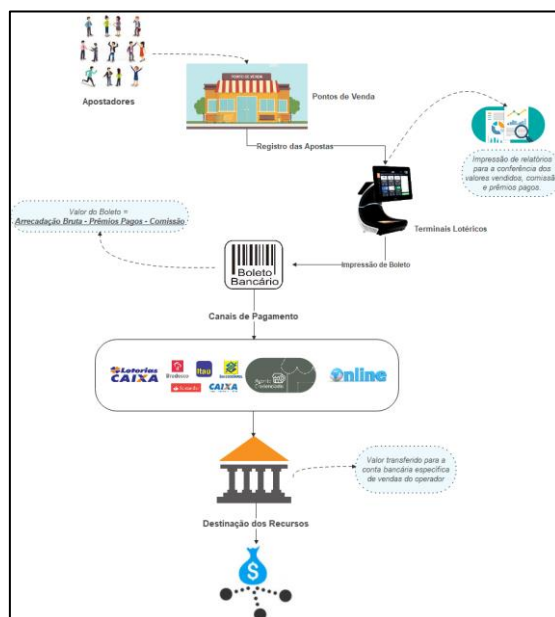 Apostadores
PONTO DE VENDA
Pontos de Venda
Registro das Apostas
Impressão de relatórios
para a conferência dos
valores vendidos, comissão
e prêmios pagos.
Terminais Lotéricos
Valor do Boleto =
Arrecadação Bruta - Prêmios Pagos - Comissão
Impressão de Boleto
Boleto
Bancário
Canais de Pagamento
Loterias
CAIXA
Bradesco
Itaú
Santander
CAIXA
Agente
Credenciado
Online
Valor transferido para a
conta bancária específica
de vendas do operador
Destinação dos Recursos
$